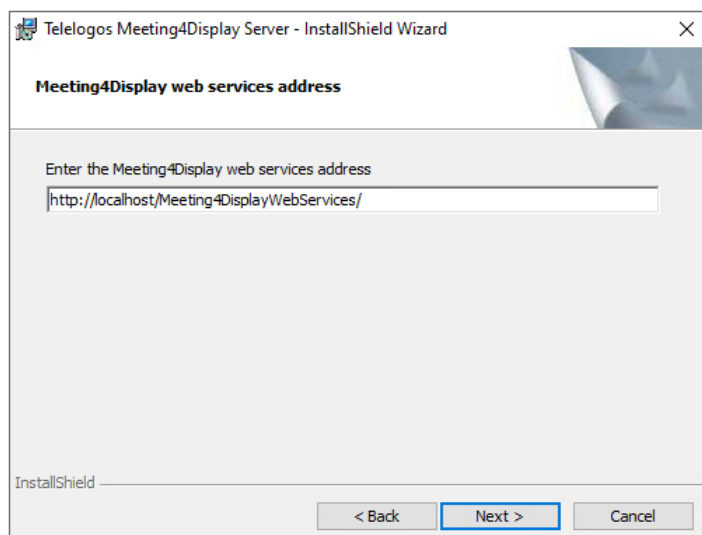 Telelogos Meeting4Display Server - InstallShield Wizard
Meeting4Display web services address
Enter the Meeting4Display web services address
http://localhost/Meeting4DisplayWebServices/
InstallShield
< Back Next > Cancel